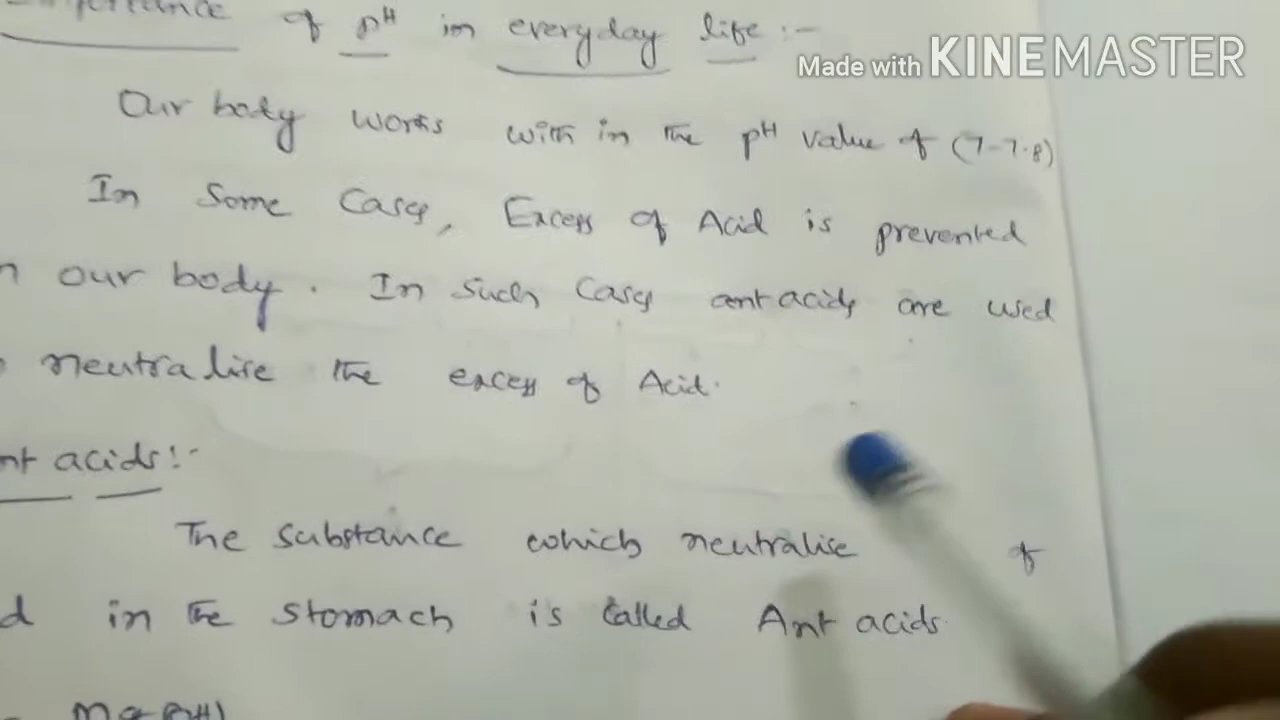 of pH in everyday life :-
Made with KINEMASTER
Our body works with in the pH value of (7-7.8)
In Some Cases, Excess of Acid is prevented
our body. In such Cases antacids are used
neutralise the excess of Acid.
acids:-
The substance which neutralise of
in the stomach is called Ant acids.